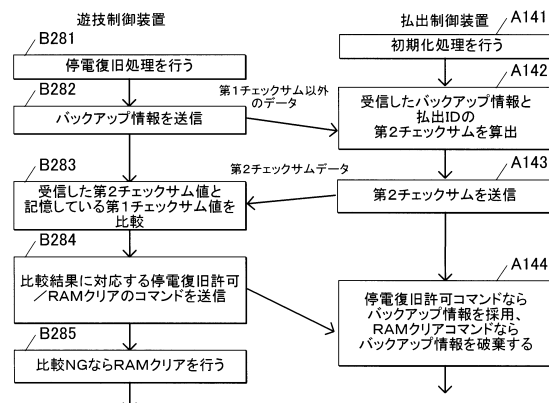 遊技制御装置
払出制御装置
B281
停電復旧処理を行う
A141
初期化処理を行う
B282
バックアップ情報を送信
第1チェックサム以外
のデータ
A142
受信したバックアップ情報と
払出IDの
第2チェックサムを算出
B283
受信した第2チェックサム値と
記憶している第1チェックサム値を
比較
第2チェックサムデータ
A143
第2チェックサムを送信
B284
比較結果に対応する停電復旧許可
/RAMクリアのコマンドを送信
A144
停電復旧許可コマンドなら
バックアップ情報を採用、
RAMクリアコマンドなら
バックアップ情報を破棄する
B285
比較NGならRAMクリアを行う